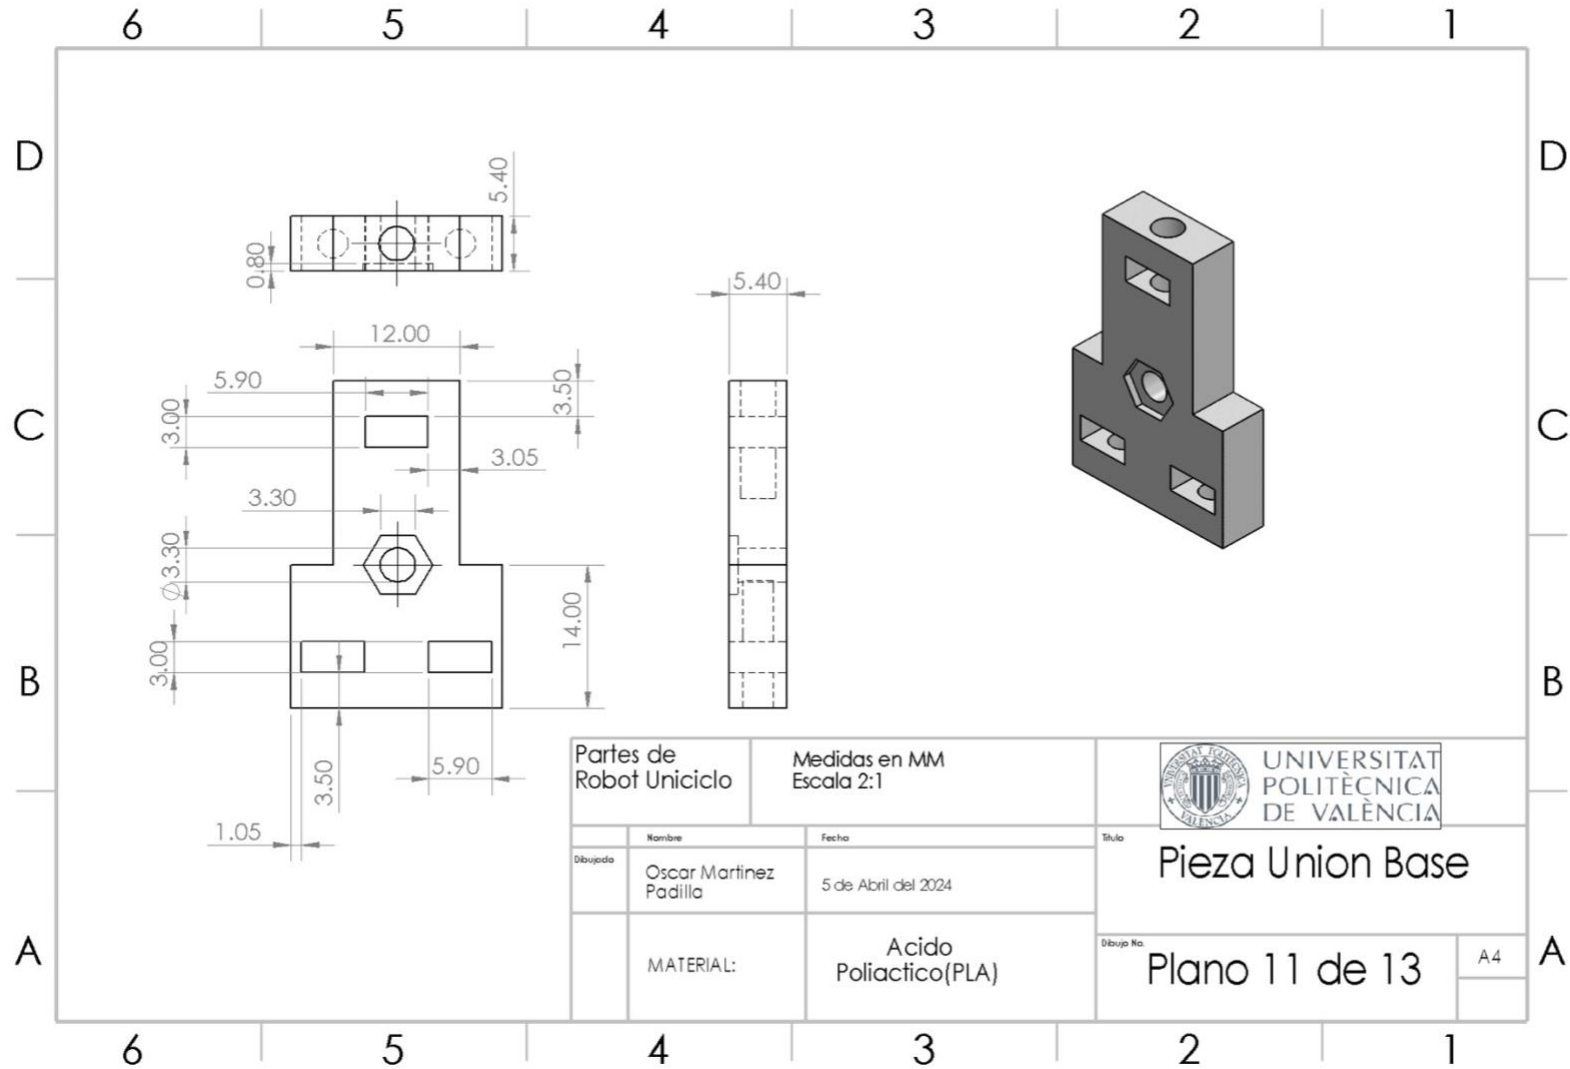 6 5 4 3 2 1
D D
5.40
0.80
5.40
12.00
5.90
3.50
3.00
C C
3.05
3.30
Ø3.30
14.00
3.00
B B
3.50
5.90
1.05
Partes de
Robot Uniciclo
Medidas en MM
Escala 2:1
UNIVERSITAT
POLITÈCNICA
DE VALÈNCIA
Nombre
Fecha
Título
Dibujado
Oscar Martinez
Padilla
5 de Abril del 2024
Pieza Union Base
MATERIAL:
Acido
Poliactico(PLA)
Dibujo No.
Plano 11 de 13
A4
A A
6 5 4 3 2 1